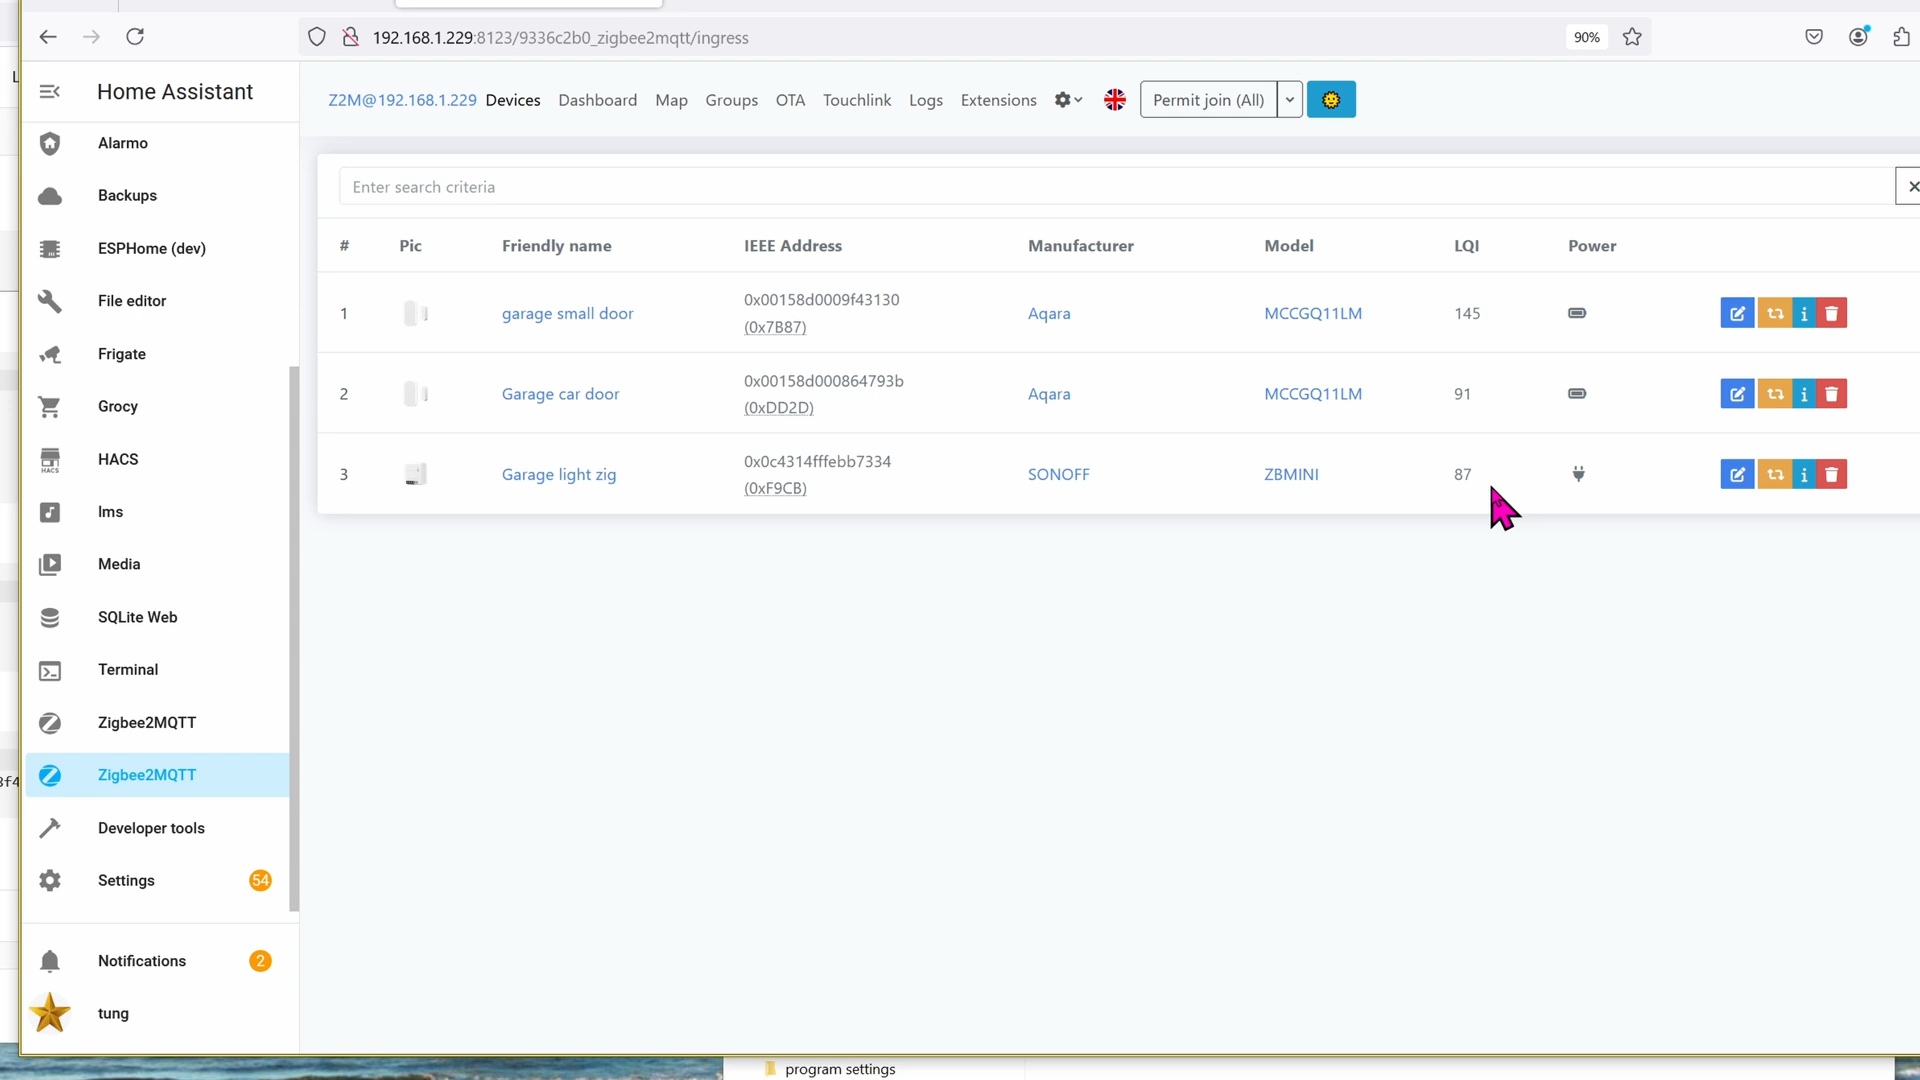 192.168.1.229:8123/9336c2b0_zigbee2mqtt/ingress
90%
Home Assistant
Alarmo
Backups
ESPHome (dev)
File editor
Frigate
Grocy
HACS
HACS
lms
Media
SQLite Web
Terminal
Zigbee2MQTT
Zigbee2MQTT
Developer tools
Settings 54
Notifications 2
tung
Z2M@192.168.1.229 Devices Dashboard Map Groups OTA Touchlink Logs Extensions Permit join (All)
Enter search criteria
# Pic Friendly name IEEE Address Manufacturer Model LQI Power
1 garage small door 0x00158d0009f43130 (0x7B87) Aqara MCCGQ11LM 145
2 Garage car door 0x00158d000864793b (0xDD2D) Aqara MCCGQ11LM 91
3 Garage light zig 0x0c4314fffebb7334 (0xF9CB) SONOFF ZBMINI 87
program settings